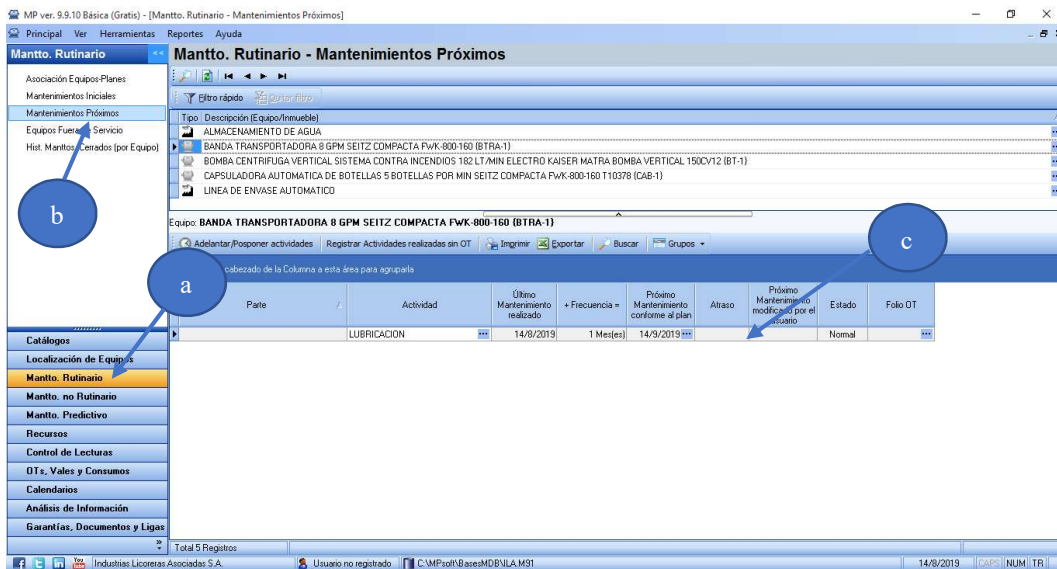 MP ver. 9.9.10 Básica (Gratis) - [Mantto. Rutinario - Mantenimientos Próximos]
Principal Ver Herramientas Reportes Ayuda
Mantto. Rutinario <<
Mantto. Rutinario - Mantenimientos Próximos
Asociación Equipos-Planes
Mantenimientos Iniciales
Mantenimientos Próximos
Equipos Fuera Servicio
Hist. Manttos. Cerrados (por Equipo)
b
a
Catálogos
Localización de Equipos
Mantto. Rutinario
Mantto. no Rutinario
Mantto. Predictivo
Recursos
Control de Lecturas
OTs, Vales y Consumos
Calendarios
Análisis de Información
Garantías, Documentos y Ligas
Filtro rápido Quitar filtro
Tipo Descripción (Equipo/Inmueble)
ALMACENAMIENTO DE AGUA
BANDA TRANSPORTADORA 8 GPM SEITZ COMPACTA FWK-800-160 {BTRA-1}
BOMBA CENTRIFUGA VERTICAL SISTEMA CONTRA INCENDIOS 182 LT/MIN ELECTRO KAISER MATRA BOMBA VERTICAL 150CV12 {BT-1}
CAPSULADORA AUTOMATICA DE BOTELLAS 5 BOTELLAS POR MIN SEITZ COMPACTA FWK-800-160 T10378 {CAB-1}
LINEA DE ENVASE AUTOMATICO
Equipo: BANDA TRANSPORTADORA 8 GPM SEITZ COMPACTA FWK-800-160 {BTRA-1}
Adelantar/Posponer actividades Registrar Actividades realizadas sin OT Imprimir Exportar Buscar Grupos
c
cabezado de la Columna a esta área para agruparla
Parte Actividad Último Mantenimiento realizado + Frecuencia = Próximo Mantenimiento conforme al plan Atraso Próximo Mantenimiento modificado por el usuario Estado Folio OT
LUBRICACION 14/8/2019 1 Mes(es) 14/9/2019 Normal
Total 5 Registros
Industrias Licoreras Asociadas S.A. Usuario no registrado C:\MPsoft\BasesMDB\ILA.M91 14/8/2019 CAPS NUM TR